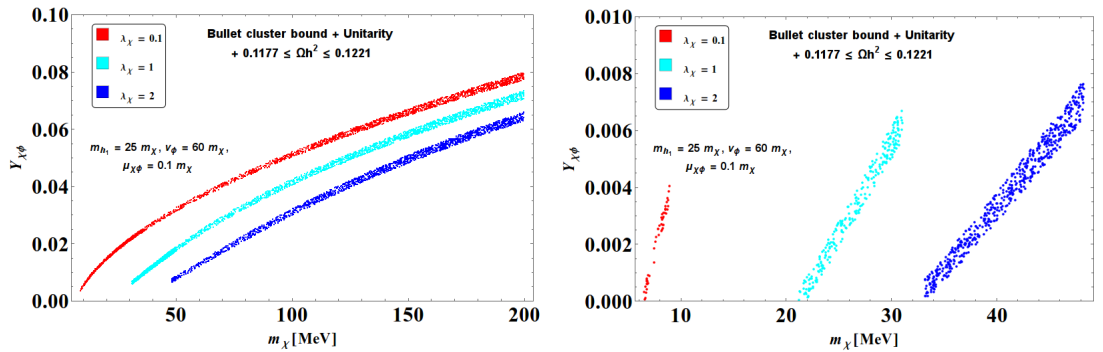 Bullet cluster bound + Unitarity
+ 0.1177 ≤ Ωh² ≤ 0.1221
λχ = 0.1
λχ = 1
λχ = 2
m_h₁ = 25 mχ, vϕ = 60 mχ,
μχϕ = 0.1 mχ
Yχϕ
0.10
0.08
0.06
0.04
0.02
0.00
50
100
150
200
mχ[MeV]
Bullet cluster bound + Unitarity
+ 0.1177 ≤ Ωh² ≤ 0.1221
λχ = 0.1
λχ = 1
λχ = 2
m_h₁ = 25 mχ, vϕ = 60 mχ,
μχϕ = 0.1 mχ
Yχϕ
0.010
0.008
0.006
0.004
0.002
0.000
10
20
30
40
mχ[MeV]